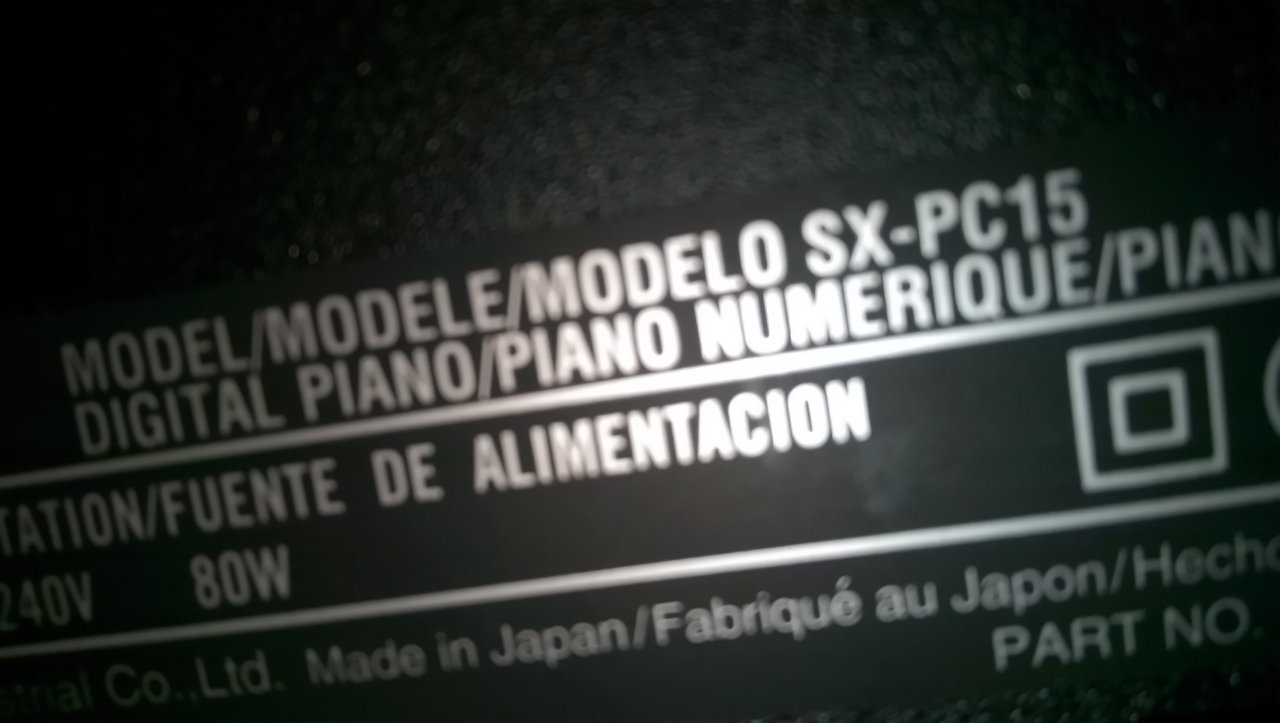 MODEL/MODELE/MODELO SX-PC15
DIGITAL PIANO/PIANO NUMERIQUE/PIAN
TATION/FUENTE DE ALIMENTACION
240V 80W
strial Co.,Ltd. Made in Japan/Fabriqué au Japon/Hecho
PART NO.